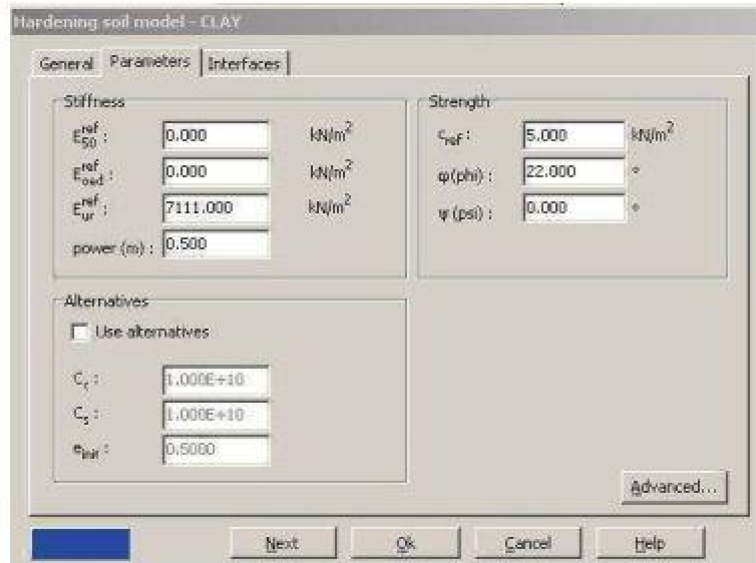 Hardening soil model - CLAY
General Parameters Interfaces
Stiffness
E50ref : 0.000 kN/m2
Eoedref : 0.000 kN/m2
Eurref : 7111.000 kN/m2
power (m) : 0.500
Strength
cref : 5.000 kN/m2
φ(phi) : 22.000 °
ψ (psi) : 0.000 °
Alternatives
Use alternatives
Cc : 1.000E+10
Cs : 1.000E+10
einit : 0.5000
Advanced...
Next Ok Cancel Help